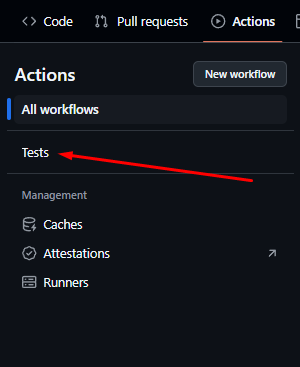 Code Pull requests Actions
Actions New workflow
All workflows
Tests
Management
Caches
Attestations
Runners